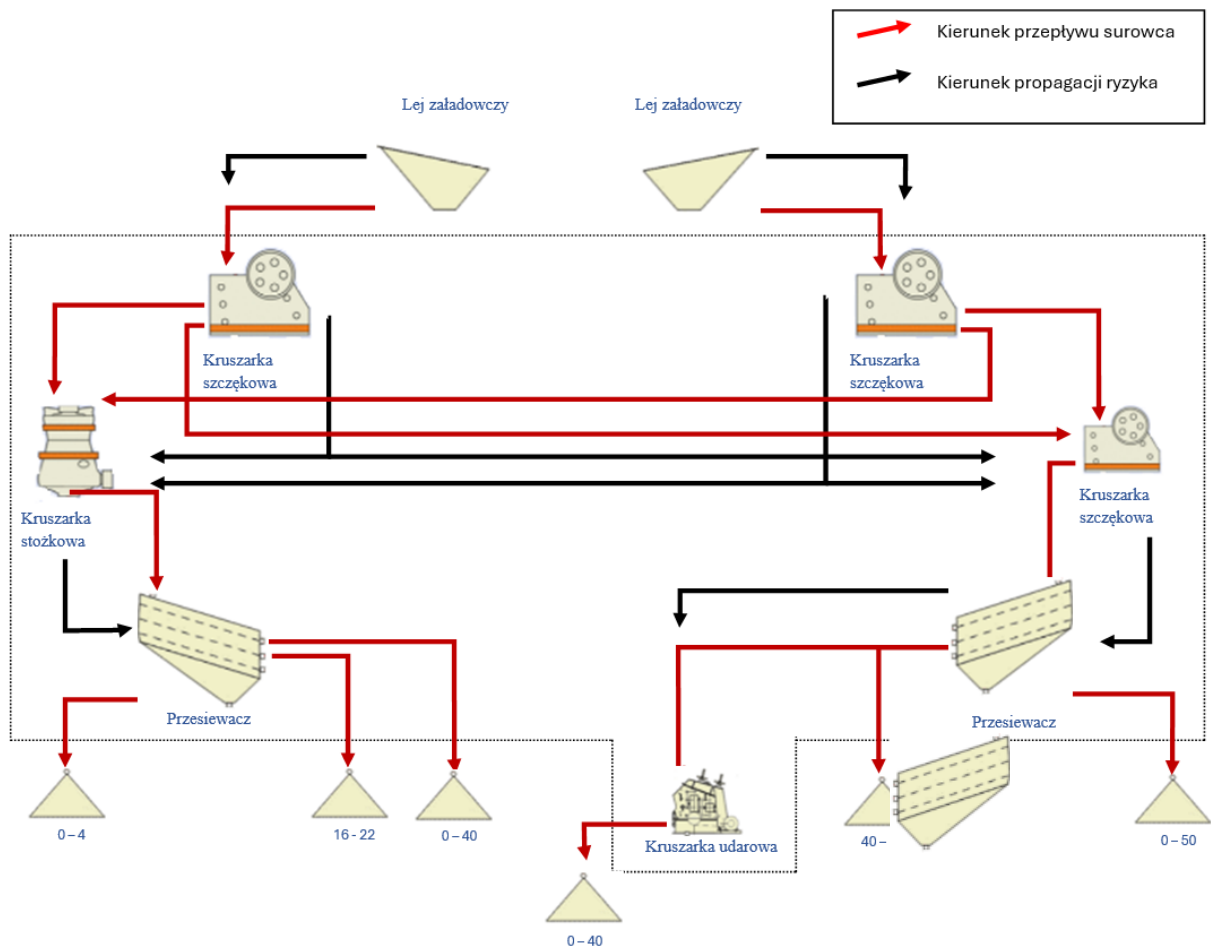 Kierunek przepływu surowca
Kierunek propagacji ryzyka
Lej załadowczy
Lej załadowczy
Kruszarka
szczękowa
Kruszarka
szczękowa
Kruszarka
stożkowa
Kruszarka
szczękowa
Przesiewacz
Przesiewacz
0 – 4
16 - 22
0 – 40
Kruszarka udarowa
40 –
0 – 50
0 – 40